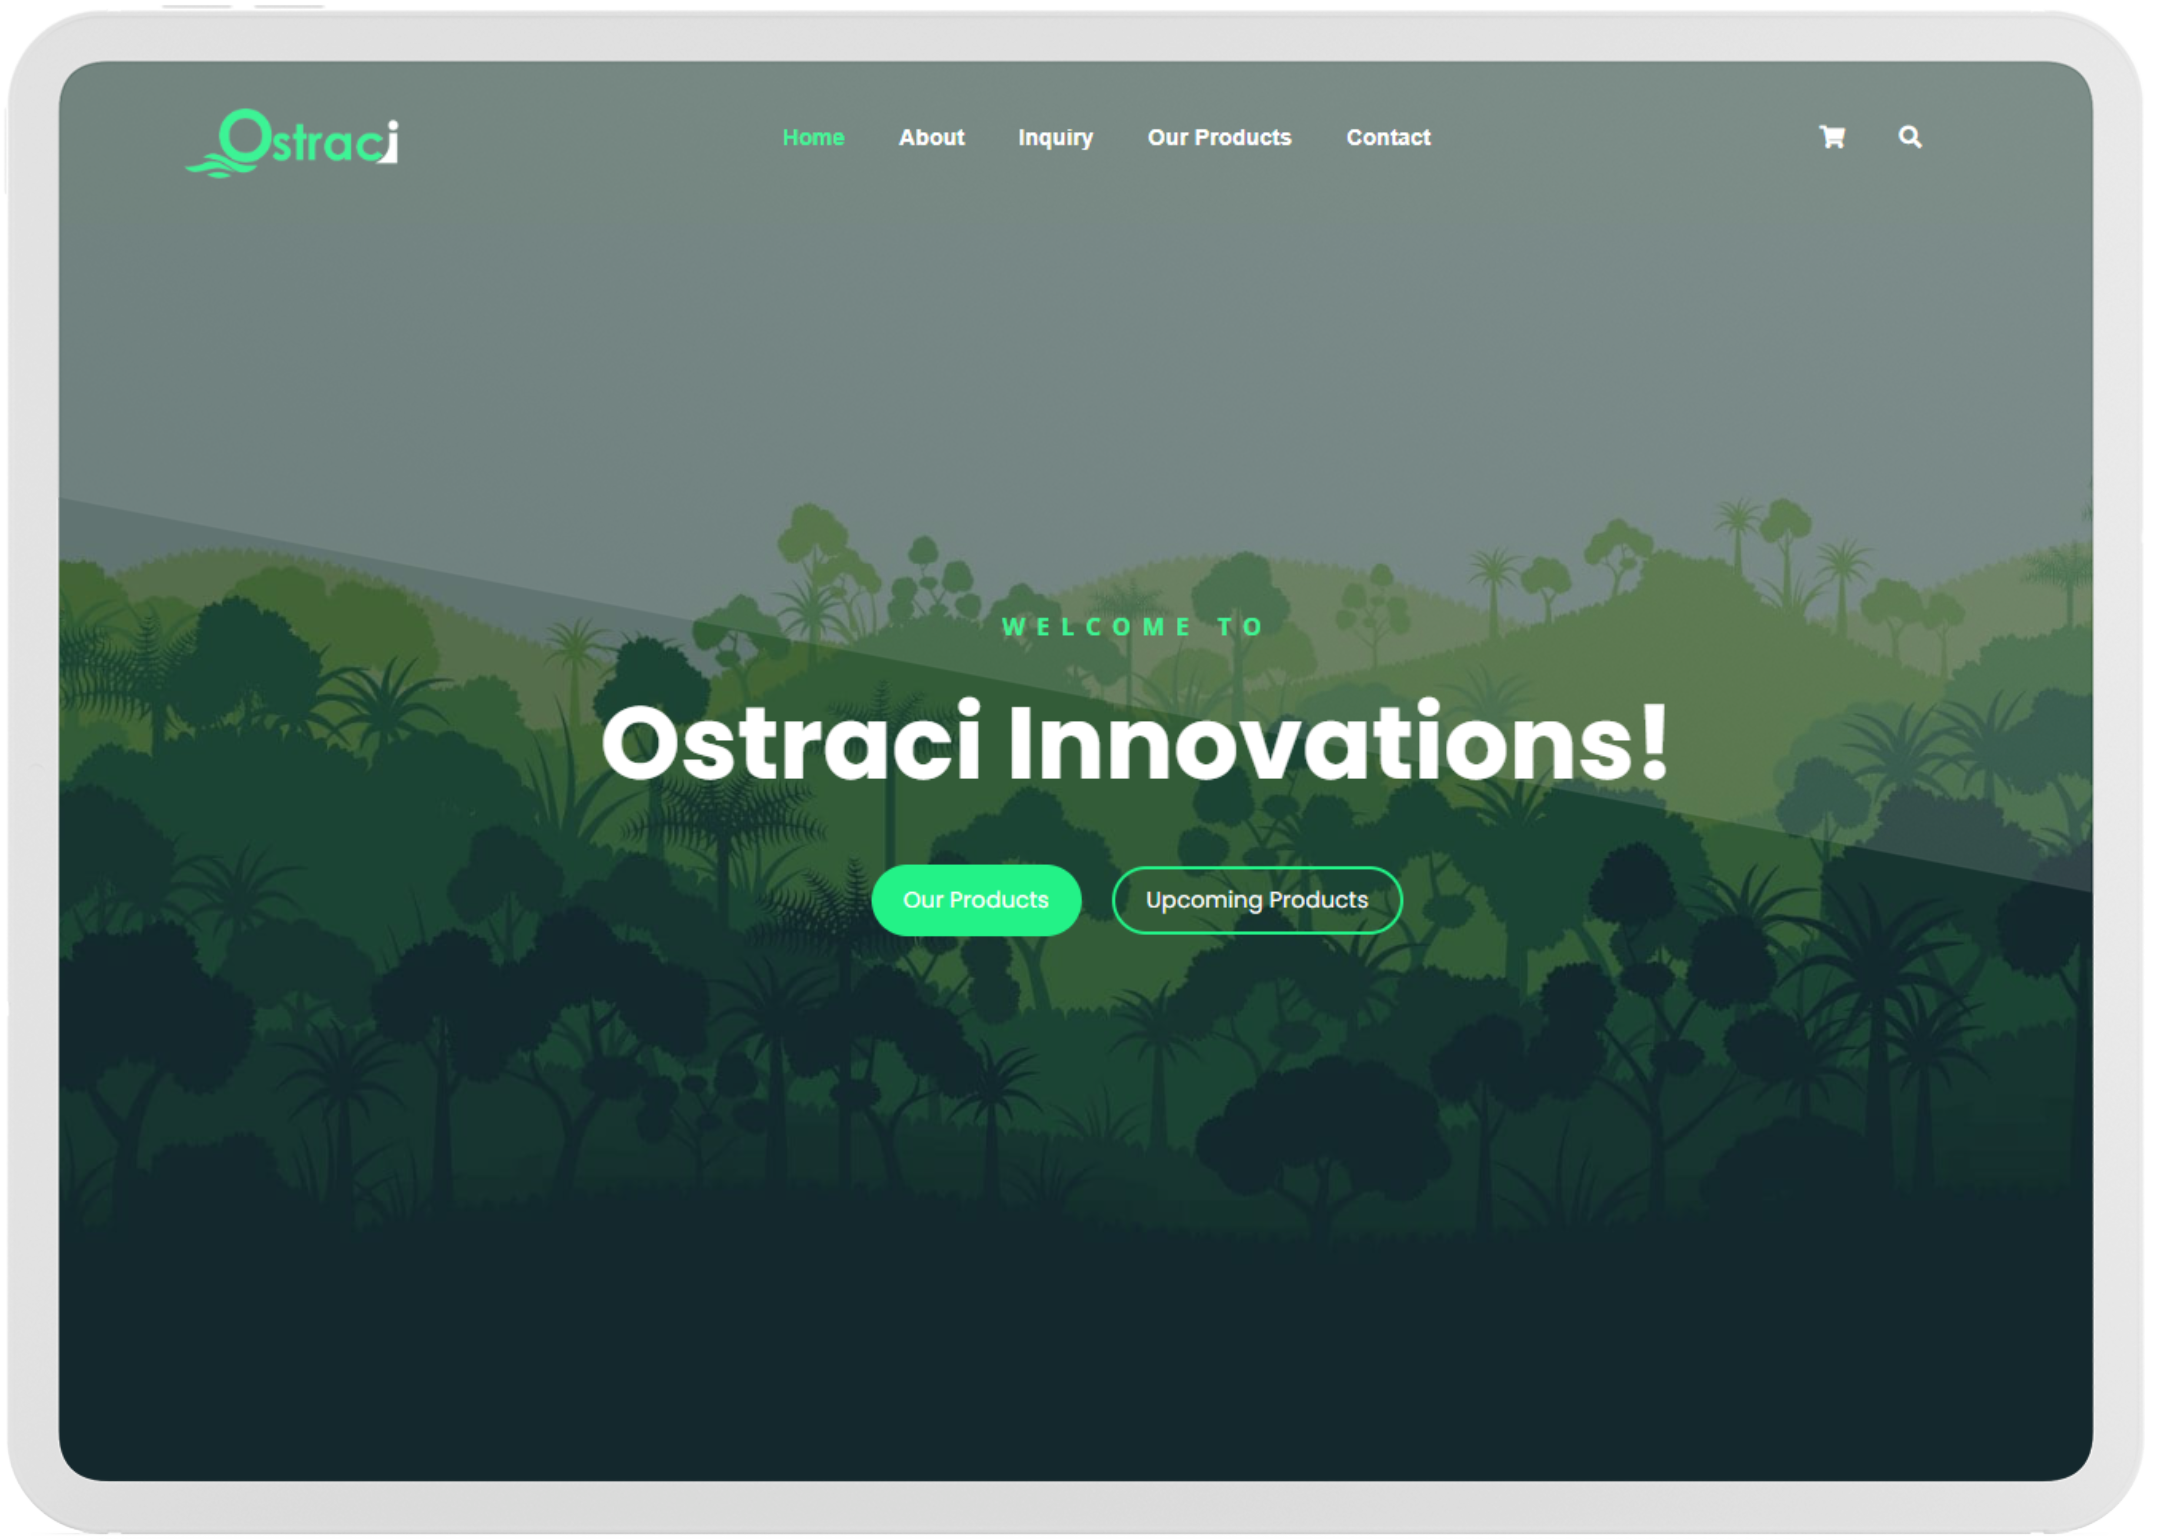 Ostraci
Home About Inquiry Our Products Contact
WELCOME TO
Ostraci Innovations!
Our Products Upcoming Products